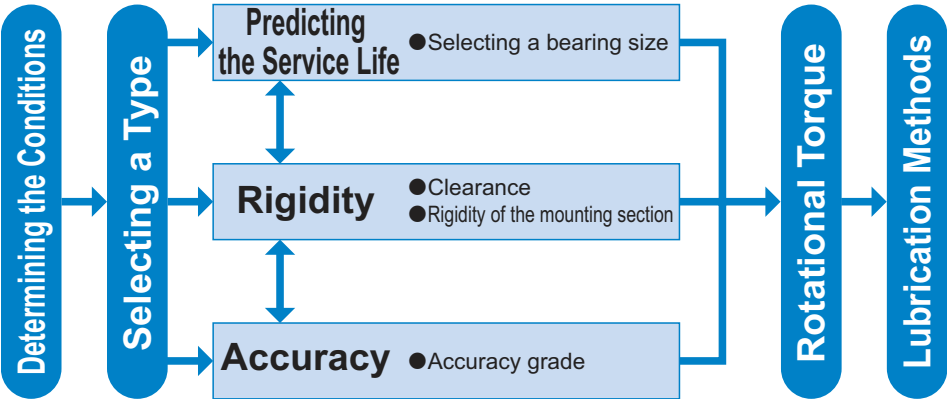 Determining the Conditions
Selecting a Type
Predicting
the Service Life
●Selecting a bearing size
Rigidity
●Clearance
●Rigidity of the mounting section
Accuracy
●Accuracy grade
Rotational Torque
Lubrication Methods